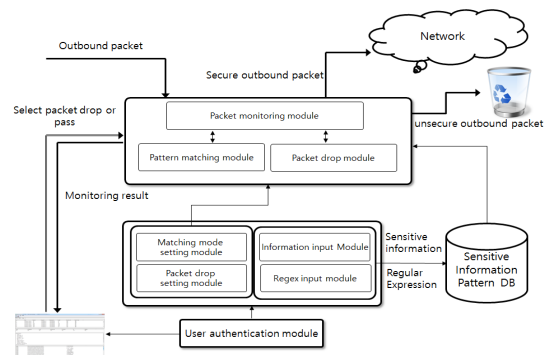 Outbound packet
Network
Secure outbound packet
Select packet drop or
pass
Packet monitoring module
unsecure outbound packet
Pattern matching module
Packet drop module
Monitoring result
Matching mode
setting module
Information input Module
Sensitive
information
Packet drop
setting module
Regex input module
Regular
Expression
Sensitive
Information
Pattern DB
User authentication module